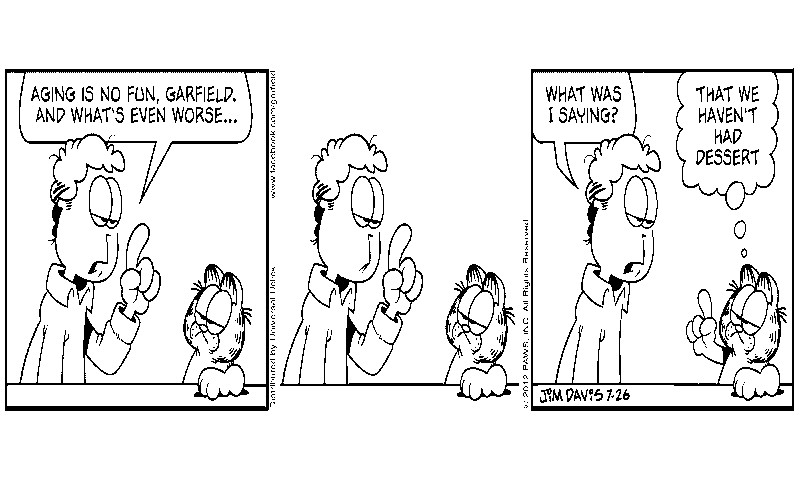 AGING IS NO FUN, GARFIELD.
AND WHAT'S EVEN WORSE...
www.facebook.com/garfield
Distributed by Universal Uclick
© 2012 PAWS, INC. All Rights Reserved.
WHAT WAS
I SAYING?
THAT WE
HAVEN'T
HAD
DESSERT
JIM DAVIS 7-26